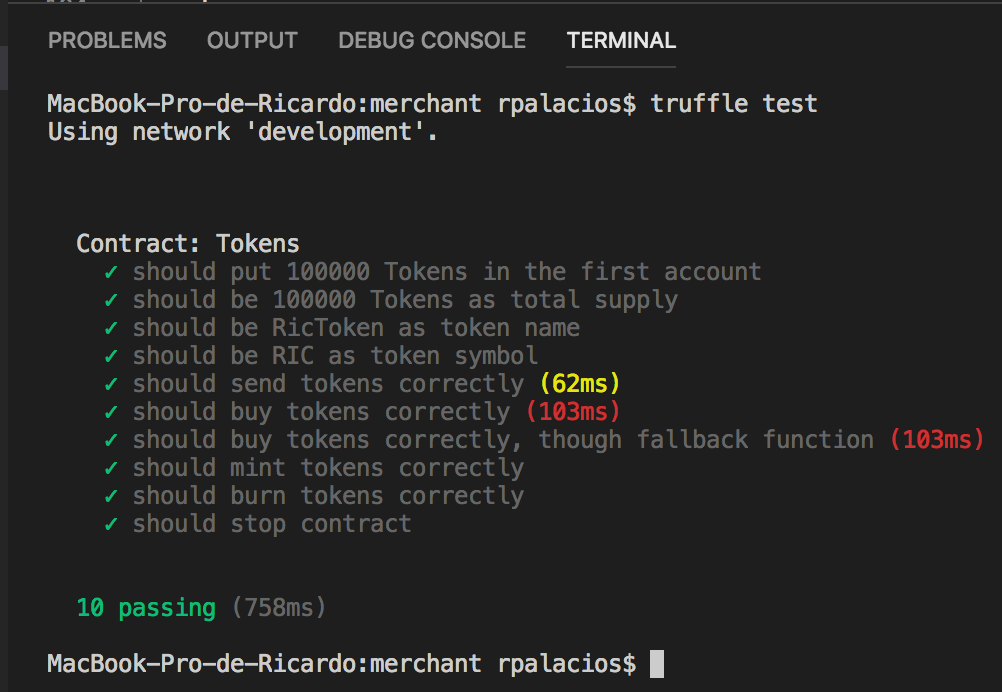 PROBLEMS OUTPUT DEBUG CONSOLE TERMINAL
MacBook-Pro-de-Ricardo:merchant rpalacios$ truffle test
Using network 'development'.
Contract: Tokens
✓ should put 100000 Tokens in the first account
✓ should be 100000 Tokens as total supply
✓ should be RicToken as token name
✓ should be RIC as token symbol
✓ should send tokens correctly (62ms)
✓ should buy tokens correctly (103ms)
✓ should buy tokens correctly, though fallback function (103ms)
✓ should mint tokens correctly
✓ should burn tokens correctly
✓ should stop contract
10 passing (758ms)
MacBook-Pro-de-Ricardo:merchant rpalacios$